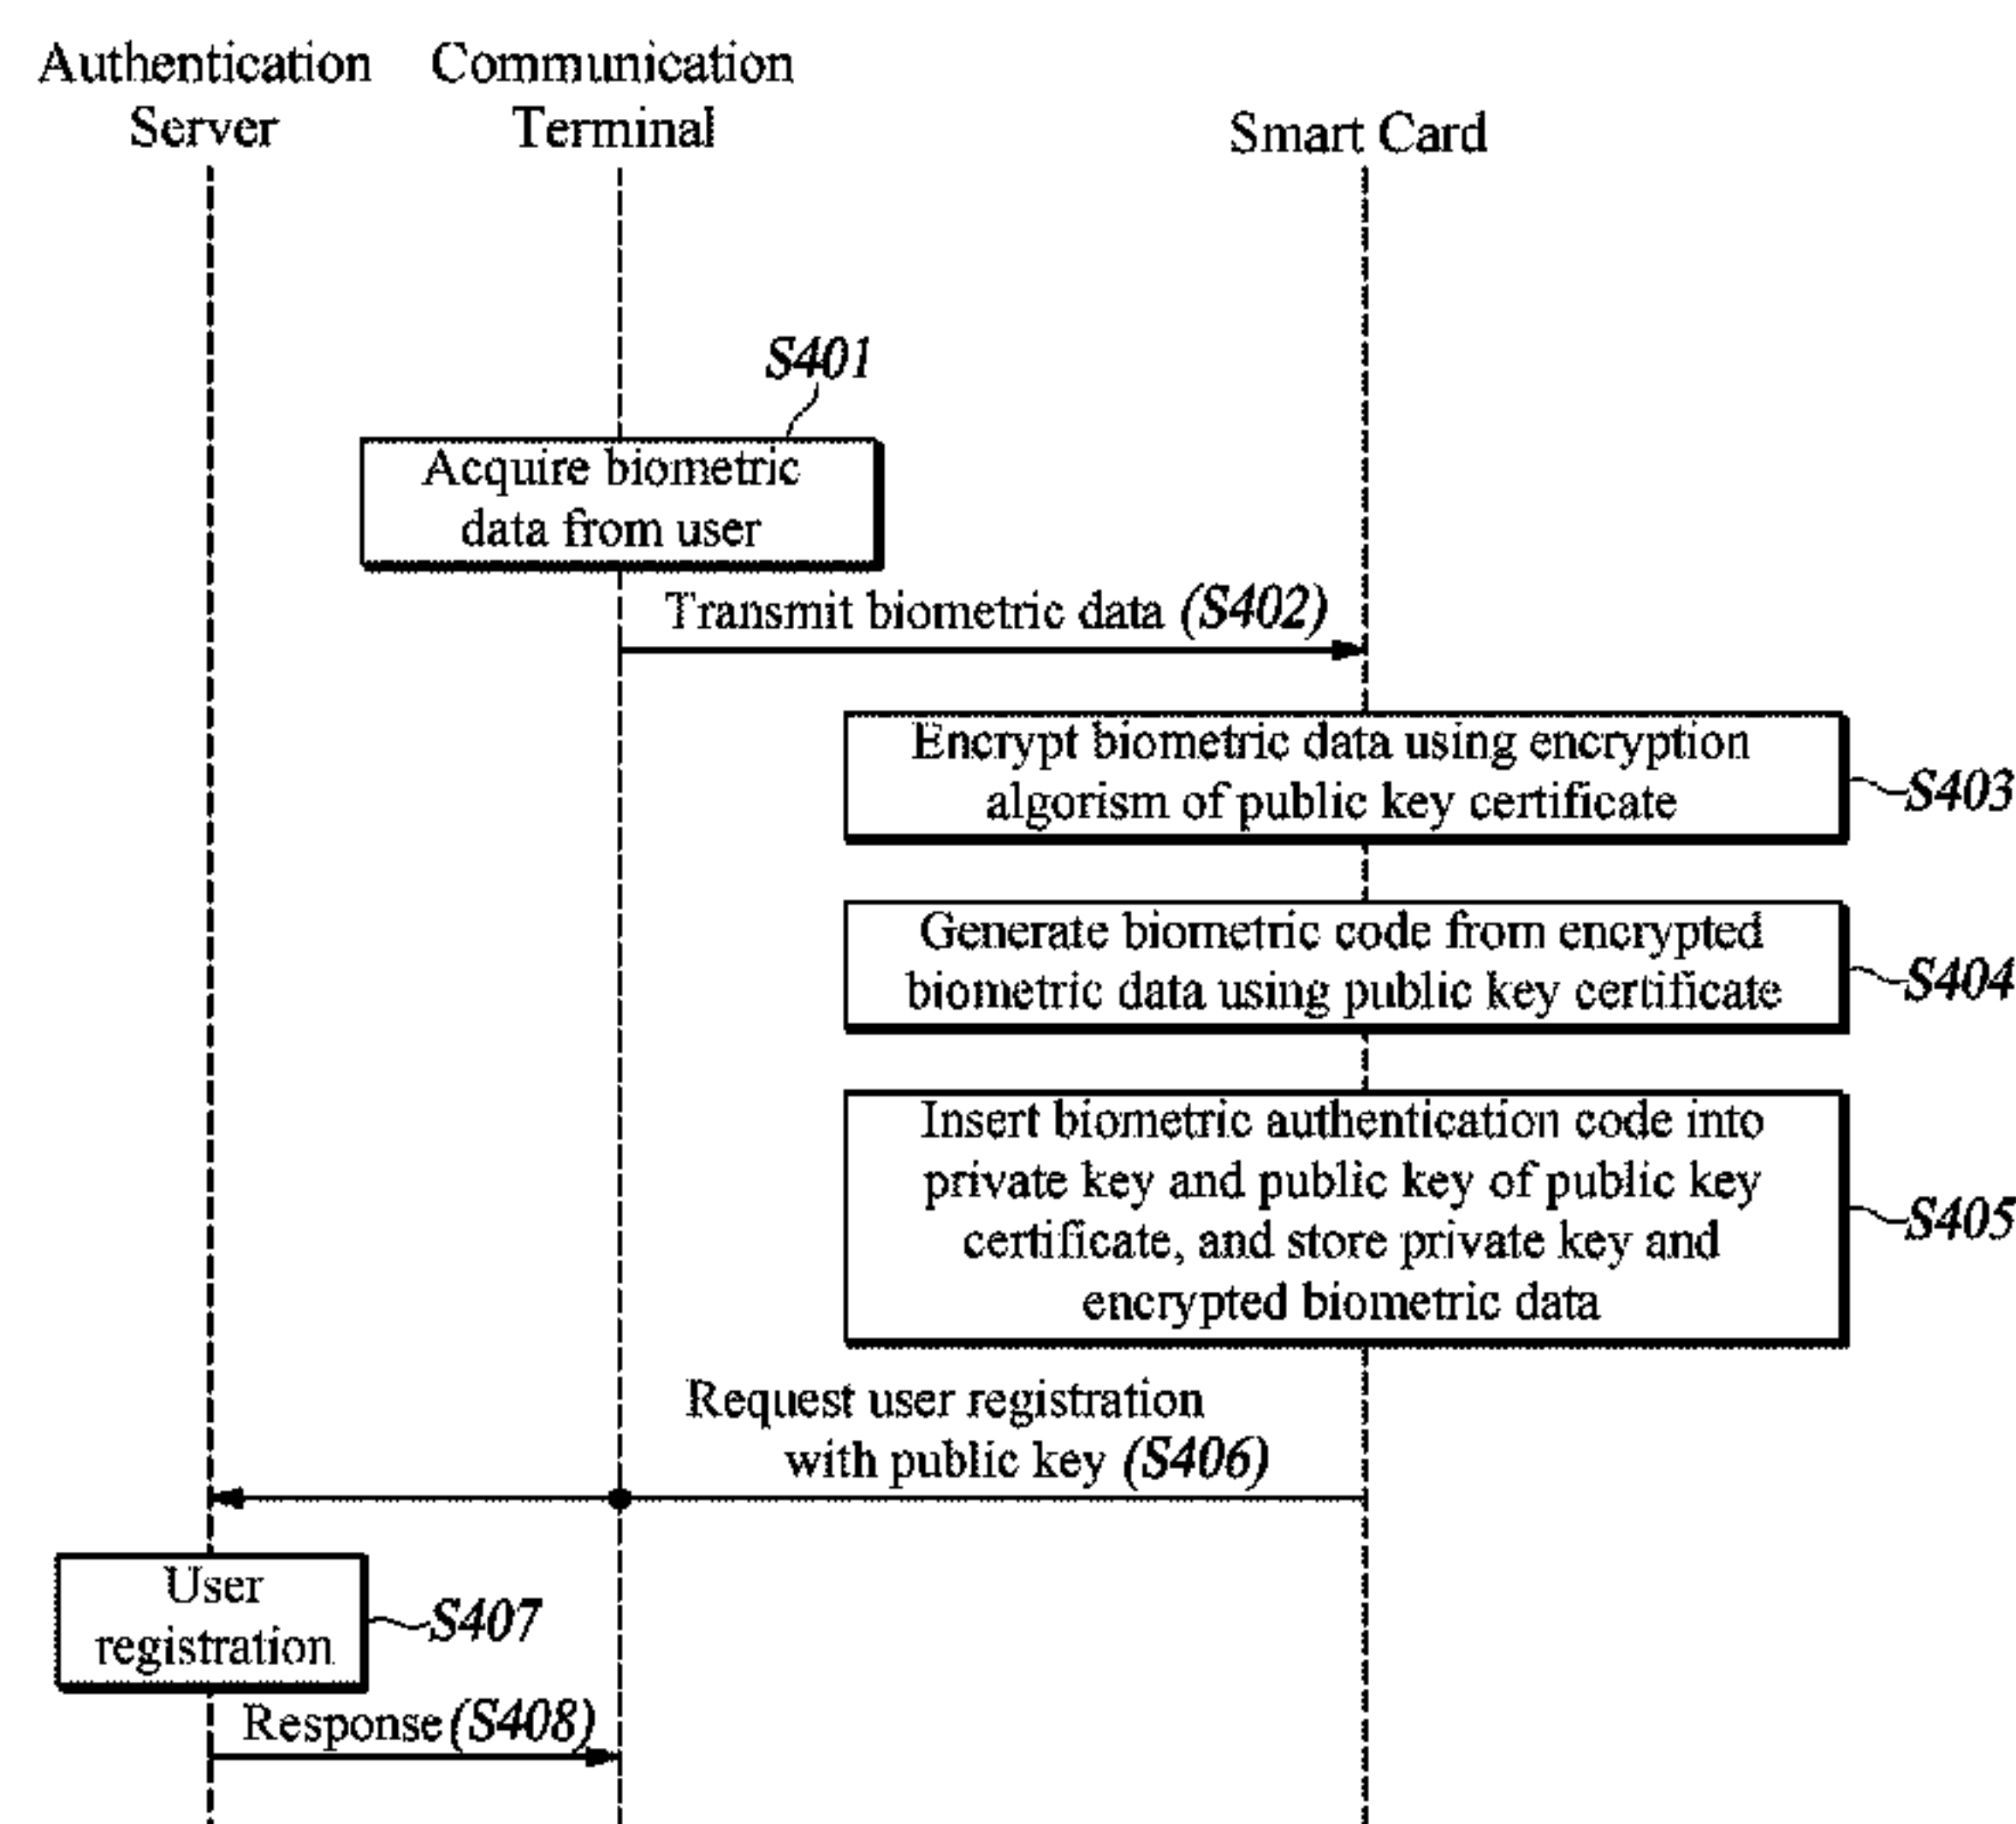 Authentication
Server
Communication
Terminal
Smart Card
S401
Acquire biometric
data from user
Transmit biometric data (S402)
Encrypt biometric data using encryption
algorism of public key certificate
S403
Generate biometric code from encrypted
biometric data using public key certificate
S404
Insert biometric authentication code into
private key and public key of public key
certificate, and store private key and
encrypted biometric data
S405
Request user registration
with public key (S406)
User
registration
S407
Response (S408)